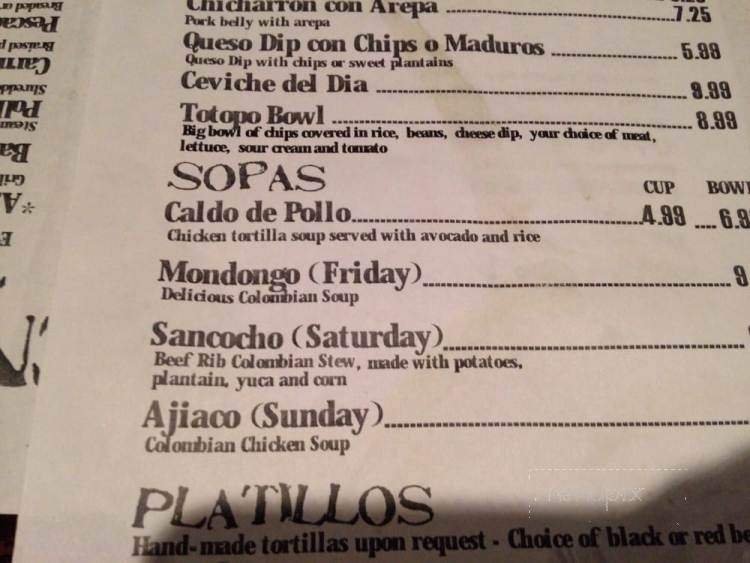 Chicharron con Arepa ........ 7.25
Pork belly with arepa
Queso Dip con Chips o Maduros ........ 5.99
Queso Dip with chips or sweet plantains
Ceviche del Dia ........ 9.99
Totopo Bowl ........ 8.99
Big bowl of chips covered in rice, beans, cheese dip, your choice of meat,
lettuce, sour cream and tomato
SOPAS CUP BOWL
Caldo de Pollo ........ 4.99 .... 6.9
Chicken tortilla soup served with avocado and rice
Mondongo (Friday) ........ 9
Delicious Colombian Soup
Sancocho (Saturday) ........
Beef Rib Colombian Stew, made with potatoes,
plantain, yuca and corn
Ajiaco (Sunday) ........
Colombian Chicken Soup
PLATILLOS
Hand-made tortillas upon request - Choice of black or red be